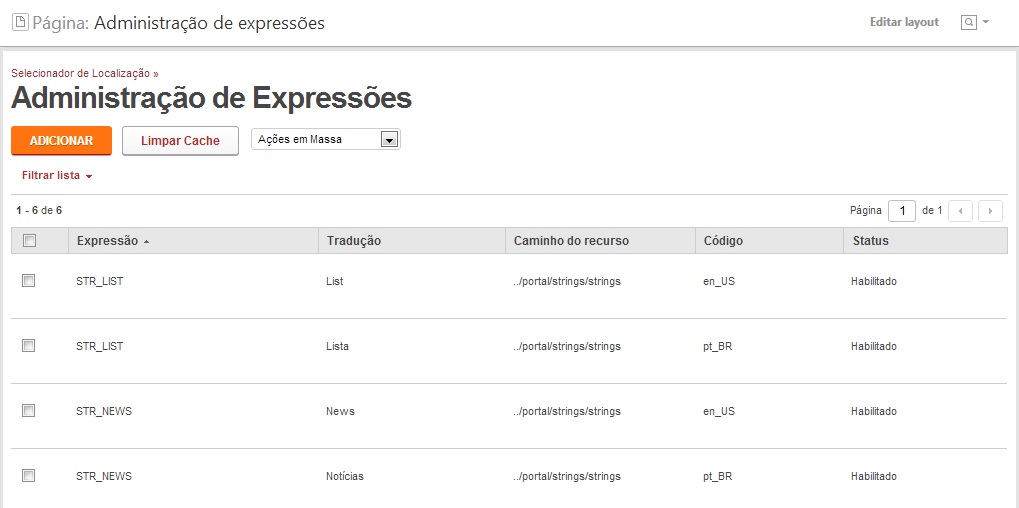 Página: Administração de expressões
Editar layout
Selecionador de Localização »
Administração de Expressões
ADICIONAR Limpar Cache Ações em Massa
Filtrar lista
1 - 6 de 6 Página 1 de 1
Expressão Tradução Caminho do recurso Código Status
STR_LIST List ../portal/strings/strings en_US Habilitado
STR_LIST Lista ../portal/strings/strings pt_BR Habilitado
STR_NEWS News ../portal/strings/strings en_US Habilitado
STR_NEWS Notícias ../portal/strings/strings pt_BR Habilitado